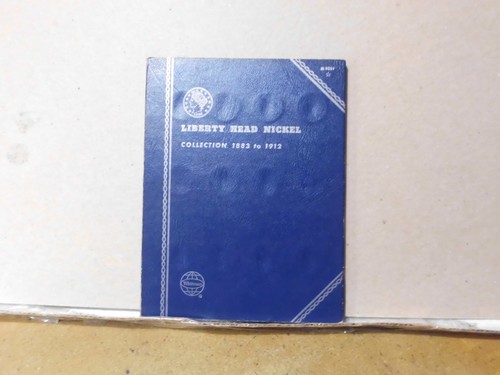 LIBERTY HEAD NICKEL
COLLECTION 1883 to 1912